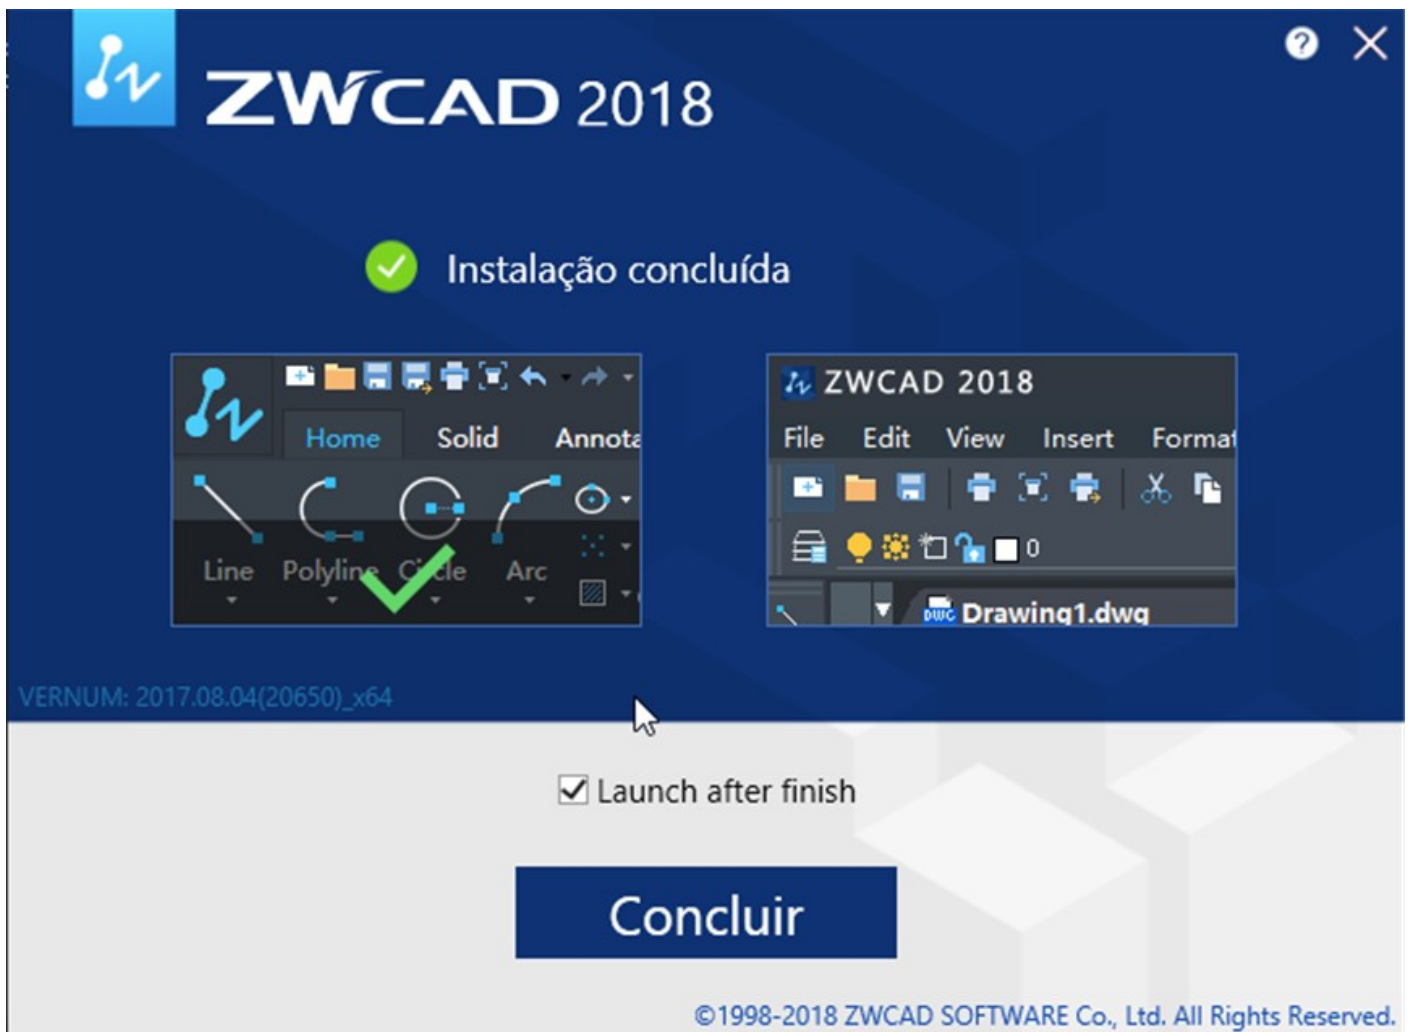 ZWCAD 2018
Instalação concluída
Home Solid Annota
Line Polyline Circle Arc
ZWCAD 2018
File Edit View Insert Format
0
DWG Drawing1.dwg
VERNUM: 2017.08.04(20650)_x64
Launch after finish
Concluir
©1998-2018 ZWCAD SOFTWARE Co., Ltd. All Rights Reserved.